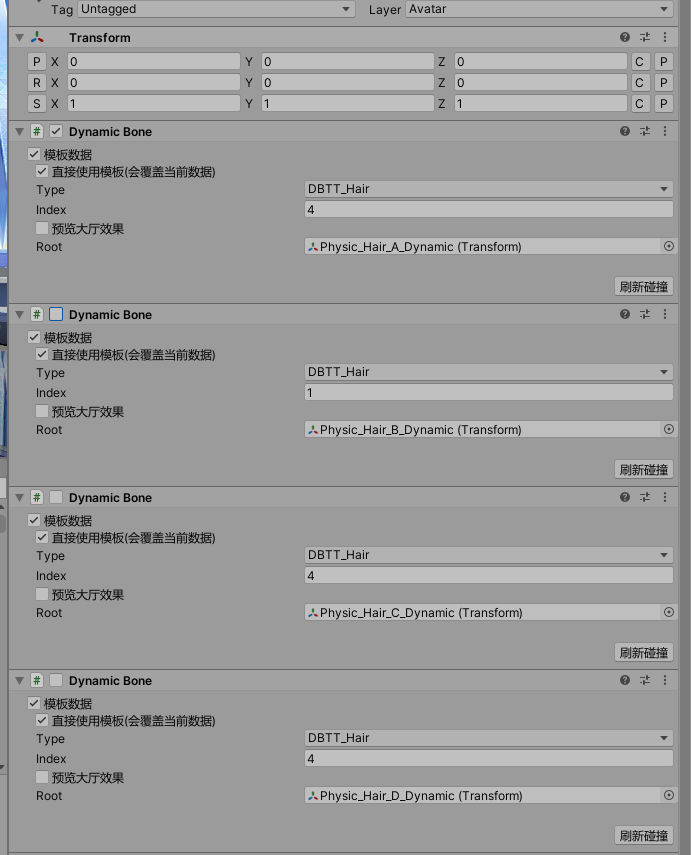 Tag Untagged Layer Avatar
Transform
P X 0 Y 0 Z 0 C P
R X 0 Y 0 Z 0 C P
S X 1 Y 1 Z 1 C P
# Dynamic Bone
模板数据
直接使用模板(会覆盖当前数据)
Type DBTT_Hair
Index 4
预览大厅效果
Root Physic_Hair_A_Dynamic (Transform)
刷新碰撞
# Dynamic Bone
模板数据
直接使用模板(会覆盖当前数据)
Type DBTT_Hair
Index 1
预览大厅效果
Root Physic_Hair_B_Dynamic (Transform)
刷新碰撞
# Dynamic Bone
模板数据
直接使用模板(会覆盖当前数据)
Type DBTT_Hair
Index 4
预览大厅效果
Root Physic_Hair_C_Dynamic (Transform)
刷新碰撞
# Dynamic Bone
模板数据
直接使用模板(会覆盖当前数据)
Type DBTT_Hair
Index 4
预览大厅效果
Root Physic_Hair_D_Dynamic (Transform)
刷新碰撞